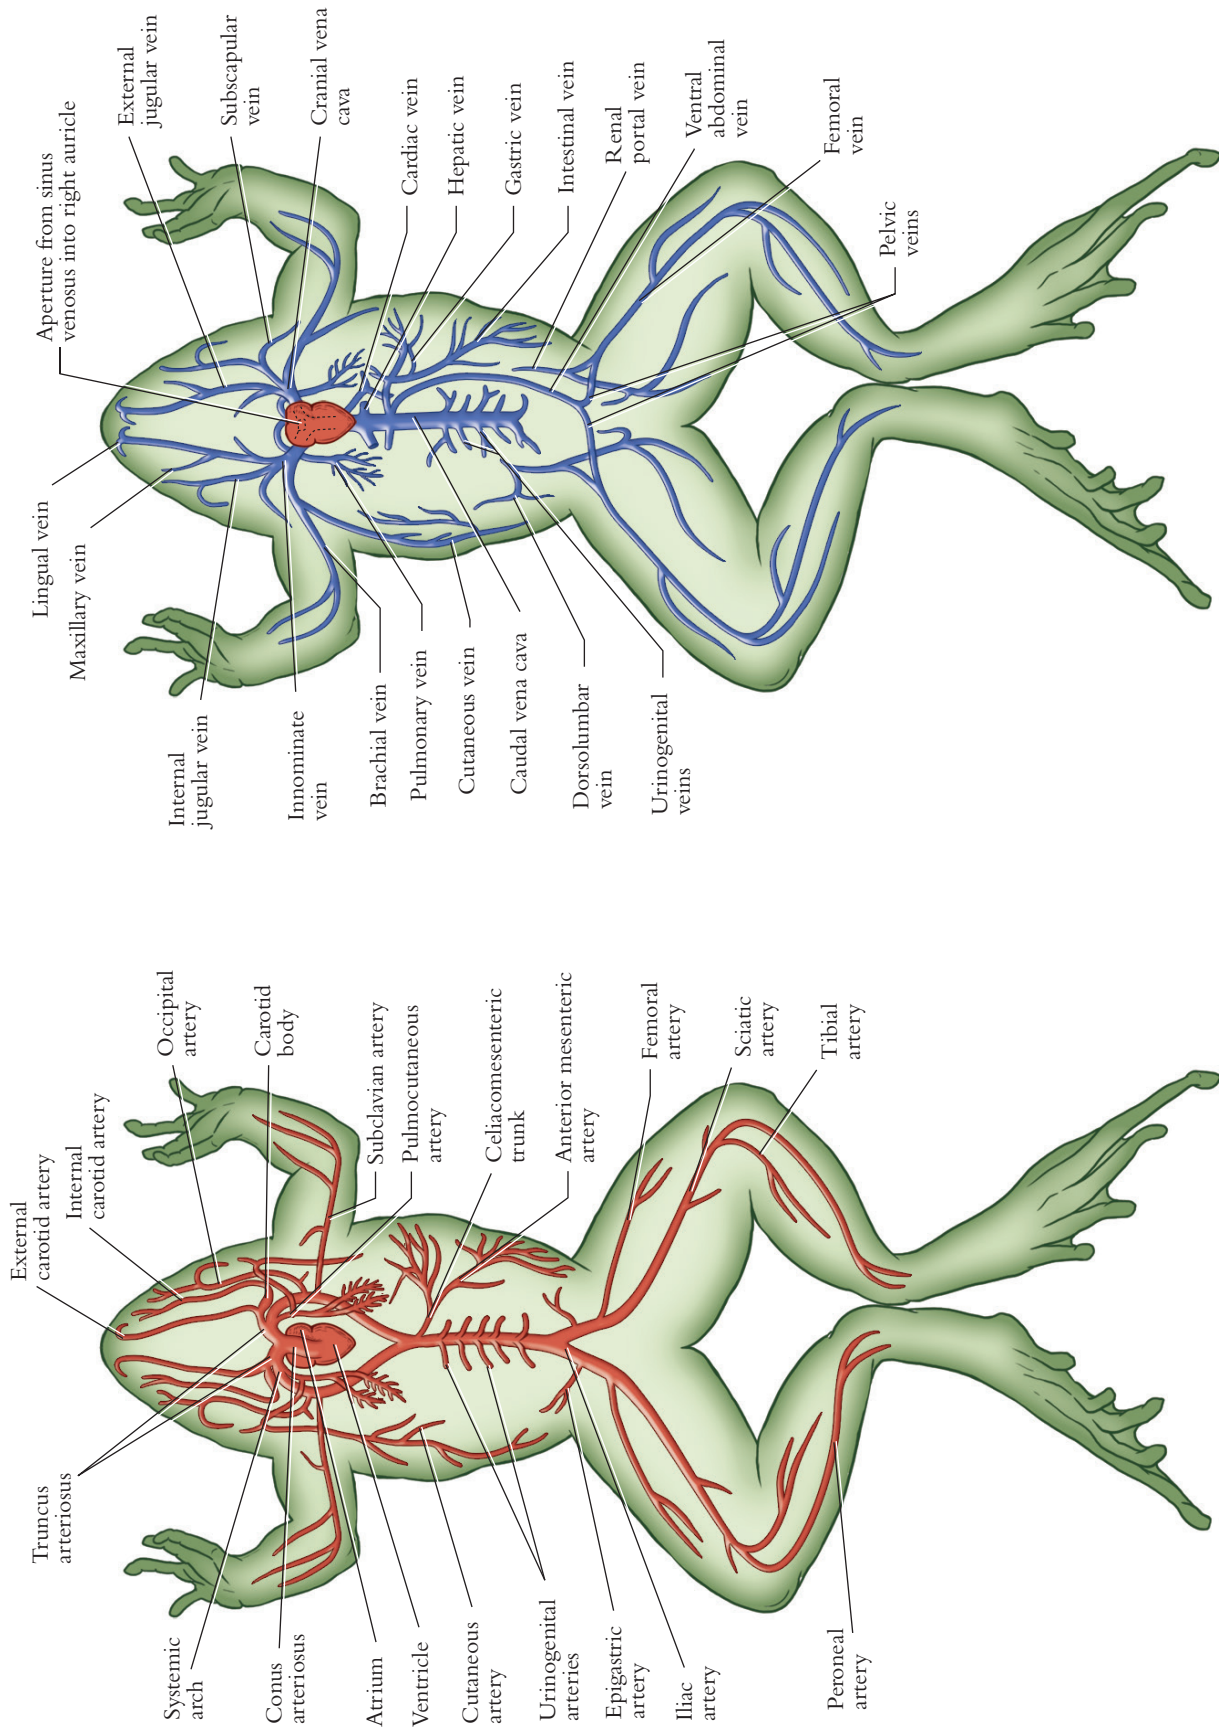 External
carotid artery
Internal
carotid artery
Occipital
artery
Carotid
body
Subclavian artery
Pulmocutaneous
artery
Celiacomesenteric
trunk
Anterior mesenteric
artery
Femoral
artery
Sciatic
artery
Tibial
artery
Truncus
arteriosus
Systemic
arch
Conus
arteriosus
Atrium
Ventricle
Cutaneous
artery
Urinogenital
arteries
Epigastric
artery
Iliac
artery
Peroneal
artery
Aperture from sinus
venosus into right auricle
External
jugular vein
Subscapular
vein
Cranial vena
cava
Cardiac vein
Hepatic vein
Gastric vein
Intestinal vein
Renal
portal vein
Ventral
abdominal
vein
Femoral
vein
Pelvic
veins
Lingual vein
Maxillary vein
Internal
jugular vein
Innominate
vein
Brachial vein
Pulmonary vein
Cutaneous vein
Caudal vena cava
Dorsolumbar
vein
Urinogenital
veins